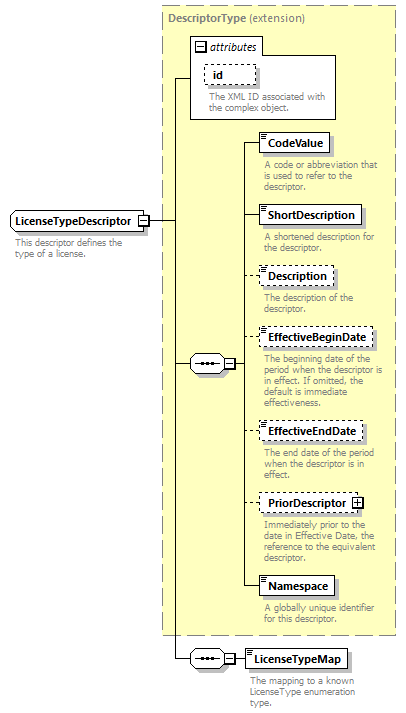 DescriptorType (extension)
attributes
id
The XML ID associated with
the complex object.
CodeValue
A code or abbreviation that
is used to refer to the
descriptor.
LicenseTypeDescriptor
This descriptor defines the
type of a license.
ShortDescription
A shortened description for
the descriptor.
Description
The description of the
descriptor.
EffectiveBeginDate
The beginning date of the
period when the descriptor is
in effect. If omitted, the
default is immediate
effectiveness.
EffectiveEndDate
The end date of the period
when the descriptor is in
effect.
PriorDescriptor
Immediately prior to the
date in Effective Date, the
reference to the equivalent
descriptor.
Namespace
A globally unique identifier
for this descriptor.
LicenseTypeMap
The mapping to a known
LicenseType enumeration
type.